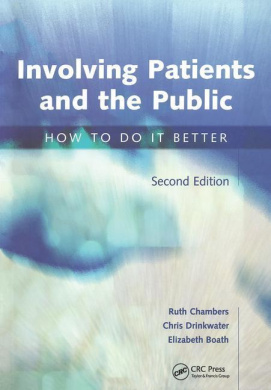 Involving Patients
and the Public
HOW TO DO IT BETTER
Second Edition
Ruth Chambers
Chris Drinkwater
Elizabeth Boath
CRC
CRC Press
Taylor & Francis Group